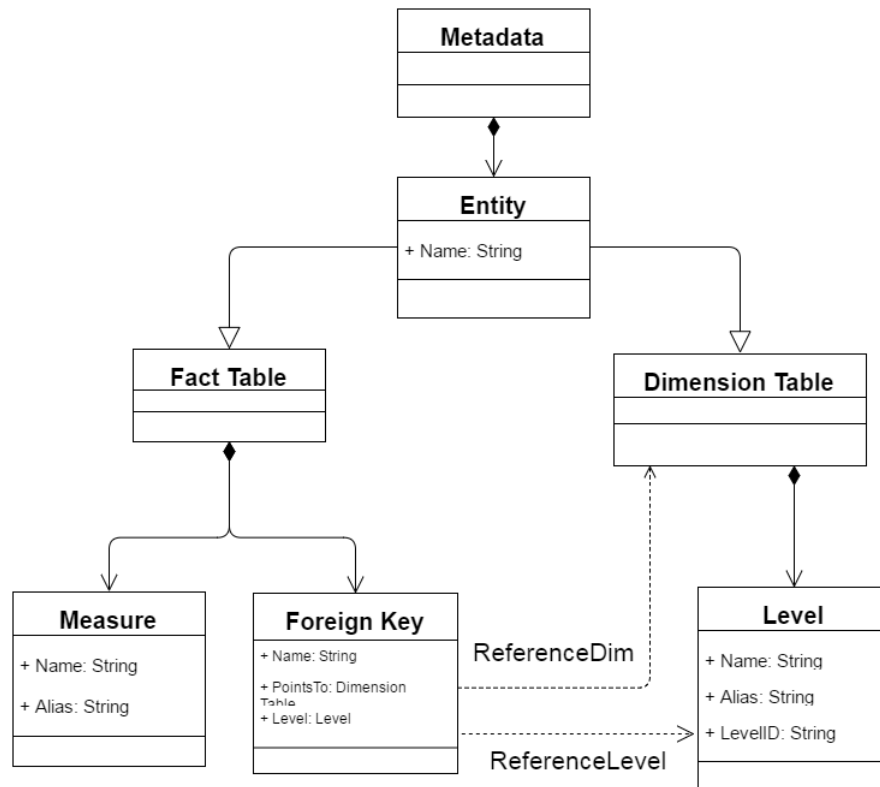 Metadata
Entity
+ Name: String
Fact Table
Dimension Table
Measure
+ Name: String
+ Alias: String
Foreign Key
+ Name: String
+ PointsTo: Dimension
Table
+ Level: Level
ReferenceDim
ReferenceLevel
Level
+ Name: String
+ Alias: String
+ LevelID: String